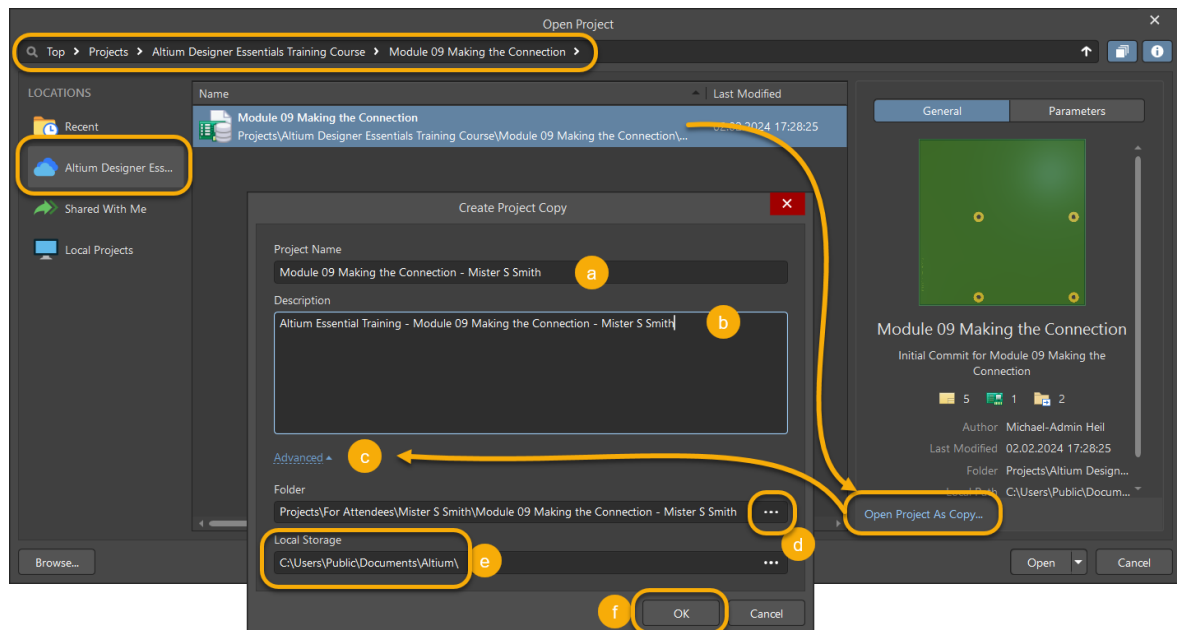 Open Project
Top > Projects > Altium Designer Essentials Training Course > Module 09 Making the Connection >
LOCATIONS
Recent
Altium Designer Ess...
Shared With Me
Local Projects
Name
Last Modified
Module 09 Making the Connection
Projects\Altium Designer Essentials Training Course\Module 09 Making the Connection\...
02.02.2024 17:28:25
General
Parameters
Module 09 Making the Connection
Initial Commit for Module 09 Making the
Connection
5 1 2
Author Michael-Admin Heil
Last Modified 02.02.2024 17:28:25
Folder Projects\Altium Design...
Local Path C:\Users\Public\Docum...
Open Project As Copy...
Create Project Copy
Project Name
Module 09 Making the Connection - Mister S Smith
a
Description
Altium Essential Training - Module 09 Making the Connection - Mister S Smith
b
Advanced
c
Folder
Projects\For Attendees\Mister S Smith\Module 09 Making the Connection - Mister S Smith
...
d
Local Storage
C:\Users\Public\Documents\Altium\
e
...
f
OK
Cancel
Browse...
Open
Cancel